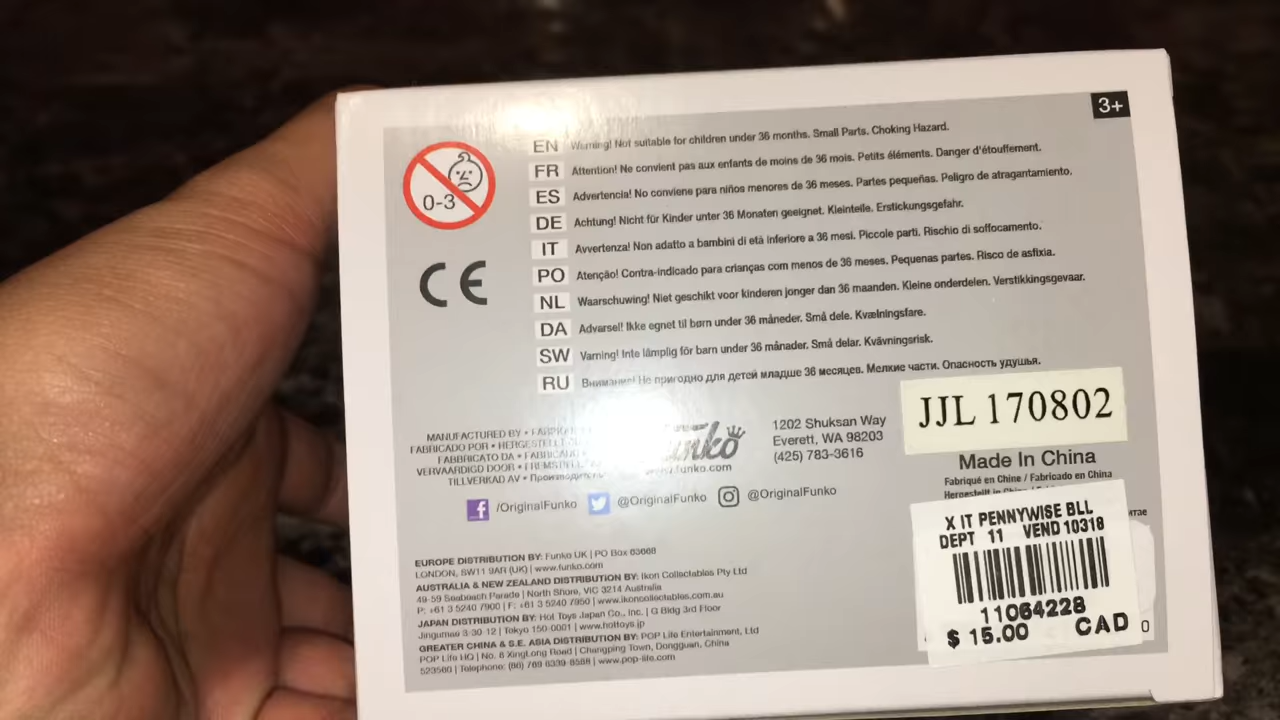 3+
0-3
EN Warning! Not suitable for children under 36 months. Small Parts. Choking Hazard.
FR Attention! Ne convient pas aux enfants de moins de 36 mois. Petits éléments. Danger d'étouffement.
ES Advertencia! No conviene para niños menores de 36 meses. Partes pequeñas. Peligro de atragantamiento.
DE Achtung! Nicht für Kinder unter 36 Monaten geeignet. Kleinteile. Erstickungsgefahr.
IT Avvertenza! Non adatto a bambini di età inferiore a 36 mesi. Piccole parti. Rischio di soffocamento.
PO Atenção! Contra-indicado para crianças com menos de 36 meses. Pequenas partes. Risco de asfixia.
NL Waarschuwing! Niet geschikt voor kinderen jonger dan 36 maanden. Kleine onderdelen. Verstikkingsgevaar.
DA Advarsel! Ikke egnet til børn under 36 måneder. Små dele. Kvælningsfare.
SW Varning! Inte lämplig för barn under 36 månader. Små delar. Kvävningsrisk.
RU Внимание! Не пригодно для детей младше 36 месяцев. Мелкие части. Опасность удушья.
CE
MANUFACTURED BY •
FABRICADO POR •
FABBRICATO DA •
VERVAARDIGD DOOR •
TILLVERKAD AV •
Funko
www.funko.com
1202 Shuksan Way
Everett, WA 98203
(425) 783-3616
JJL 170802
Made In China
Fabriqué en Chine / Fabricado en China
/OriginalFunko @OriginalFunko @OriginalFunko
X IT PENNYWISE BLL
DEPT 11 VEND 10318
11064228
$ 15.00 CAD
EUROPE DISTRIBUTION BY: Funko UK | PO Box
LONDON, SW11 (UK) | www.funko.com
AUSTRALIA & NEW ZEALAND DISTRIBUTION BY: Ikon Collectables Pty Ltd
49-59 Seabeach Parade | North Shore, VIC 3214 Australia
P: +61 3 5240 7900 | F: +61 3 5240 7950 | www.ikoncollectables.com.au
JAPAN DISTRIBUTION BY: Hot Toys Japan Co., Inc. | G Bldg 3rd Floor
Jingumae 3-30-12 | Tokyo 150-0001 | www.hottoys.jp
GREATER CHINA & S.E. ASIA DISTRIBUTION BY: POP Life Entertainment, Ltd
POP Life HQ | No. 8 XingLong Road | Changping Town, Dongguan, China
523560 | Telephone: (86) 769 8339-8588 | www.pop-life.com